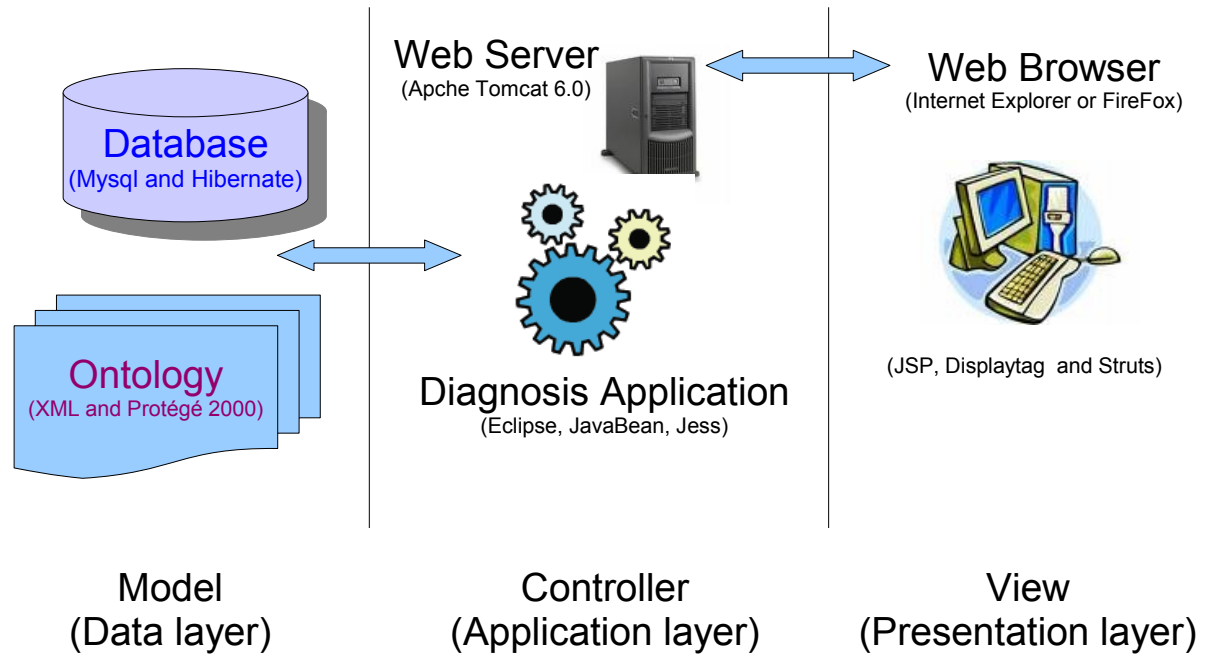 Database
(Mysql and Hibernate)
Ontology
(XML and Protégé 2000)
Web Server
(Apche Tomcat 6.0)
Diagnosis Application
(Eclipse, JavaBean, Jess)
Web Browser
(Internet Explorer or FireFox)
(JSP, Displaytag and Struts)
Model
(Data layer)
Controller
(Application layer)
View
(Presentation layer)